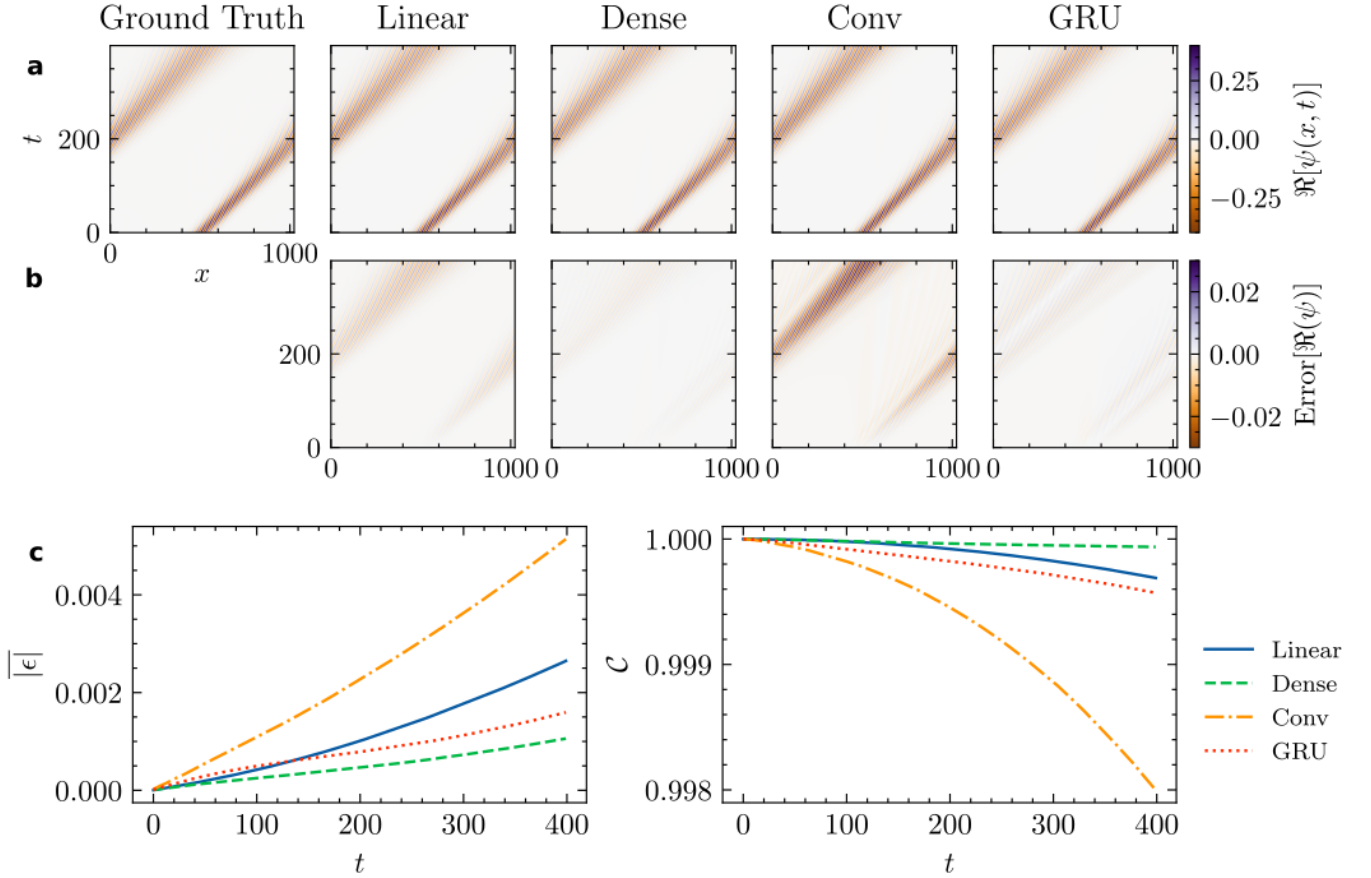 Ground Truth Linear Dense Conv GRU
a
t
200
0
0 1000
x
0.25
0.00
−0.25
ℜ[ψ(x, t)]
b
1000
200
0
0 1000 0 1000 0 1000 0 1000
0.02
0.00
−0.02
Error[ℜ(ψ)]
c
0.004
0.002
0.000
|ϵ|
0 100 200 300 400
t
1.000
0.999
0.998
C
0 100 200 300 400
t
Linear
Dense
Conv
GRU